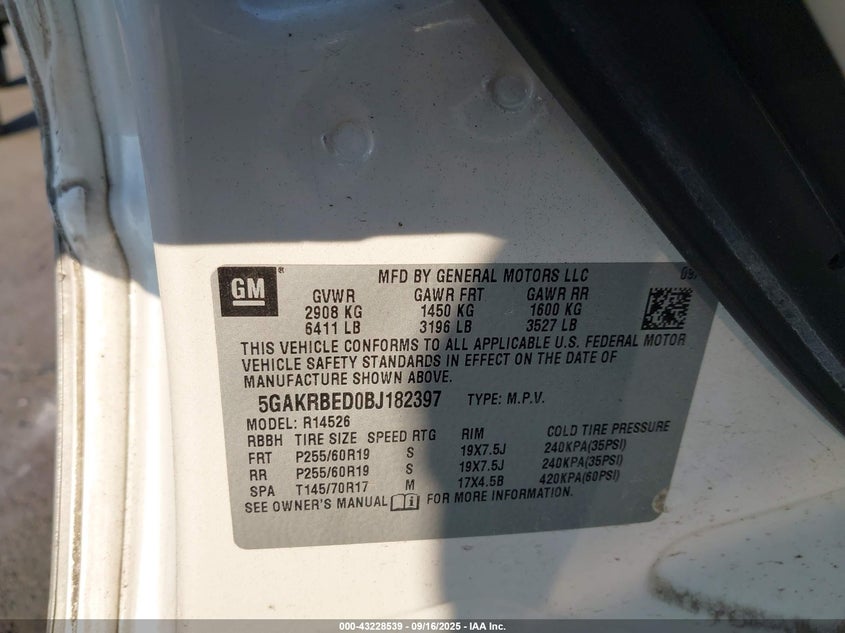 GM ®
MFD BY GENERAL MOTORS LLC
GVWR GAWR FRT GAWR RR
2908 KG 1450 KG 1600 KG
6411 LB 3196 LB 3527 LB
THIS VEHICLE CONFORMS TO ALL APPLICABLE U.S. FEDERAL MOTOR
VEHICLE SAFETY STANDARDS IN EFFECT ON THE DATE OF
MANUFACTURE SHOWN ABOVE.
5GAKRBED0BJ182397 TYPE: M.P.V.
MODEL: R14526
RBBH TIRE SIZE SPEED RTG RIM COLD TIRE PRESSURE
FRT P255/60R19 S 19X7.5J 240KPA(35PSI)
RR P255/60R19 S 19X7.5J 240KPA(35PSI)
SPA T145/70R17 M 17X4.5B 420KPA(60PSI)
SEE OWNER'S MANUAL FOR MORE INFORMATION.
000-43228539 - 09/16/2025 - IAA Inc.